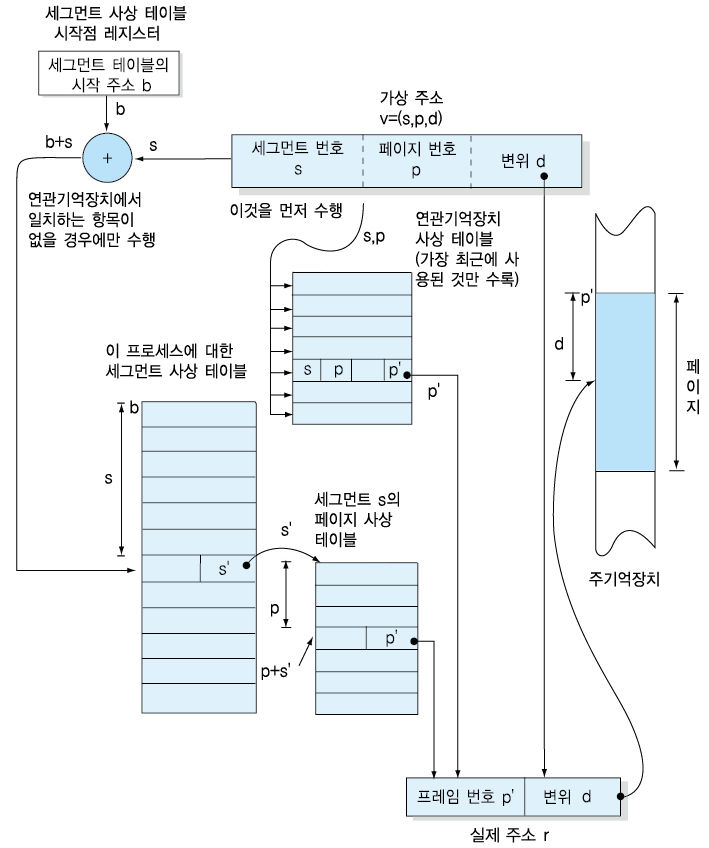 세그먼트 사상 테이블
시작점 레지스터
세그먼트 테이블의
시작 주소 b
b
b+s
s
+
가상 주소
v=(s,p,d)
세그먼트 번호
s
페이지 번호
p
변위 d
연관기억장치에서
일치하는 항목이
없을 경우에만 수행
이것을 먼저 수행
s,p
연관기억장치
사상 테이블
(가장 최근에 사
용된 것만 수록)
s
p
p'
p'
p'
d
페
이
지
주기억장치
이 프로세스에 대한
세그먼트 사상 테이블
b
s
s'
s'
세그먼트 s의
페이지 사상
테이블
p
p'
p+s'
프레임 번호 p'
변위 d
실제 주소 r